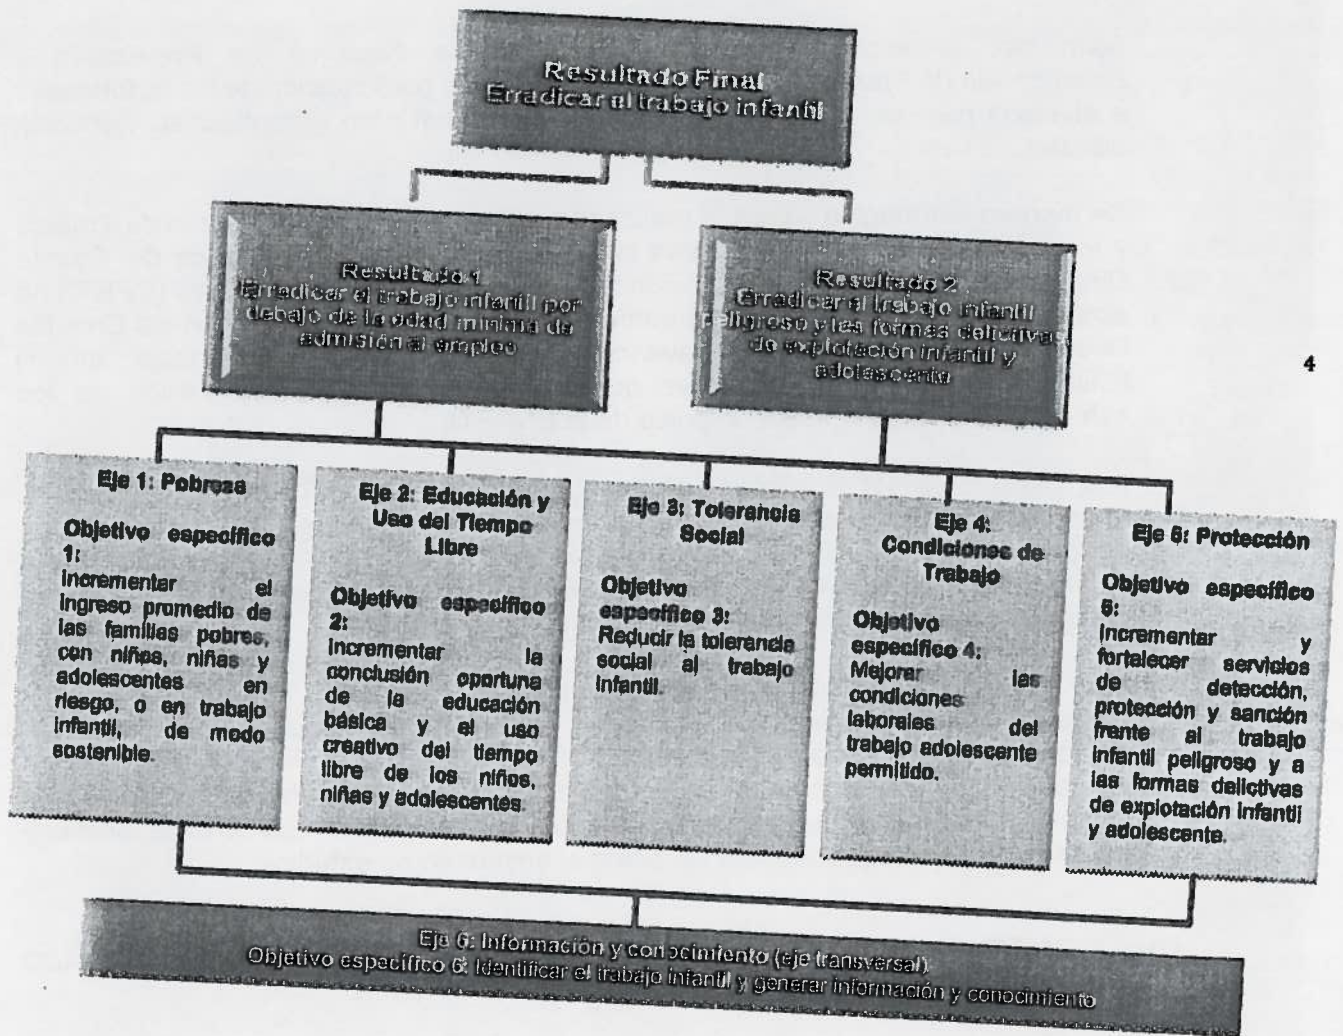 Resultado Final
Erradicar el trabajo infantil
Resultado 1
Erradicar el trabajo infantil por
debajo de la edad mínima de
admisión al empleo
Resultado 2
Erradicar el trabajo infantil
peligroso y las formas delictivas
de explotación infantil y
adolescente
4
Eje 1: Pobreza
Objetivo específico
1:
Incrementar el
ingreso promedio de
las familias pobres,
con niños, niñas y
adolescentes en
riesgo, o en trabajo
infantil, de modo
sostenible.
Eje 2: Educación y
Uso del Tiempo
Libre
Objetivo específico
2:
Incrementar la
conclusión oportuna
de la educación
básica y el uso
creativo del tiempo
libre de los niños,
niñas y adolescentes.
Eje 3: Tolerancia
Social
Objetivo
específico 3:
Reducir la tolerancia
social al trabajo
infantil.
Eje 4:
Condiciones de
Trabajo
Objetivo
específico 4:
Mejorar las
condiciones
laborales del
trabajo adolescente
permitido.
Eje 5: Protección
Objetivo específico
5:
Incrementar y
fortalecer servicios
de detección,
protección y sanción
frente al trabajo
infantil peligroso y a
las formas delictivas
de explotación infantil
y adolescente.
Eje 6: Información y conocimiento (eje transversal)
Objetivo específico 6: Identificar el trabajo infantil y generar información y conocimiento